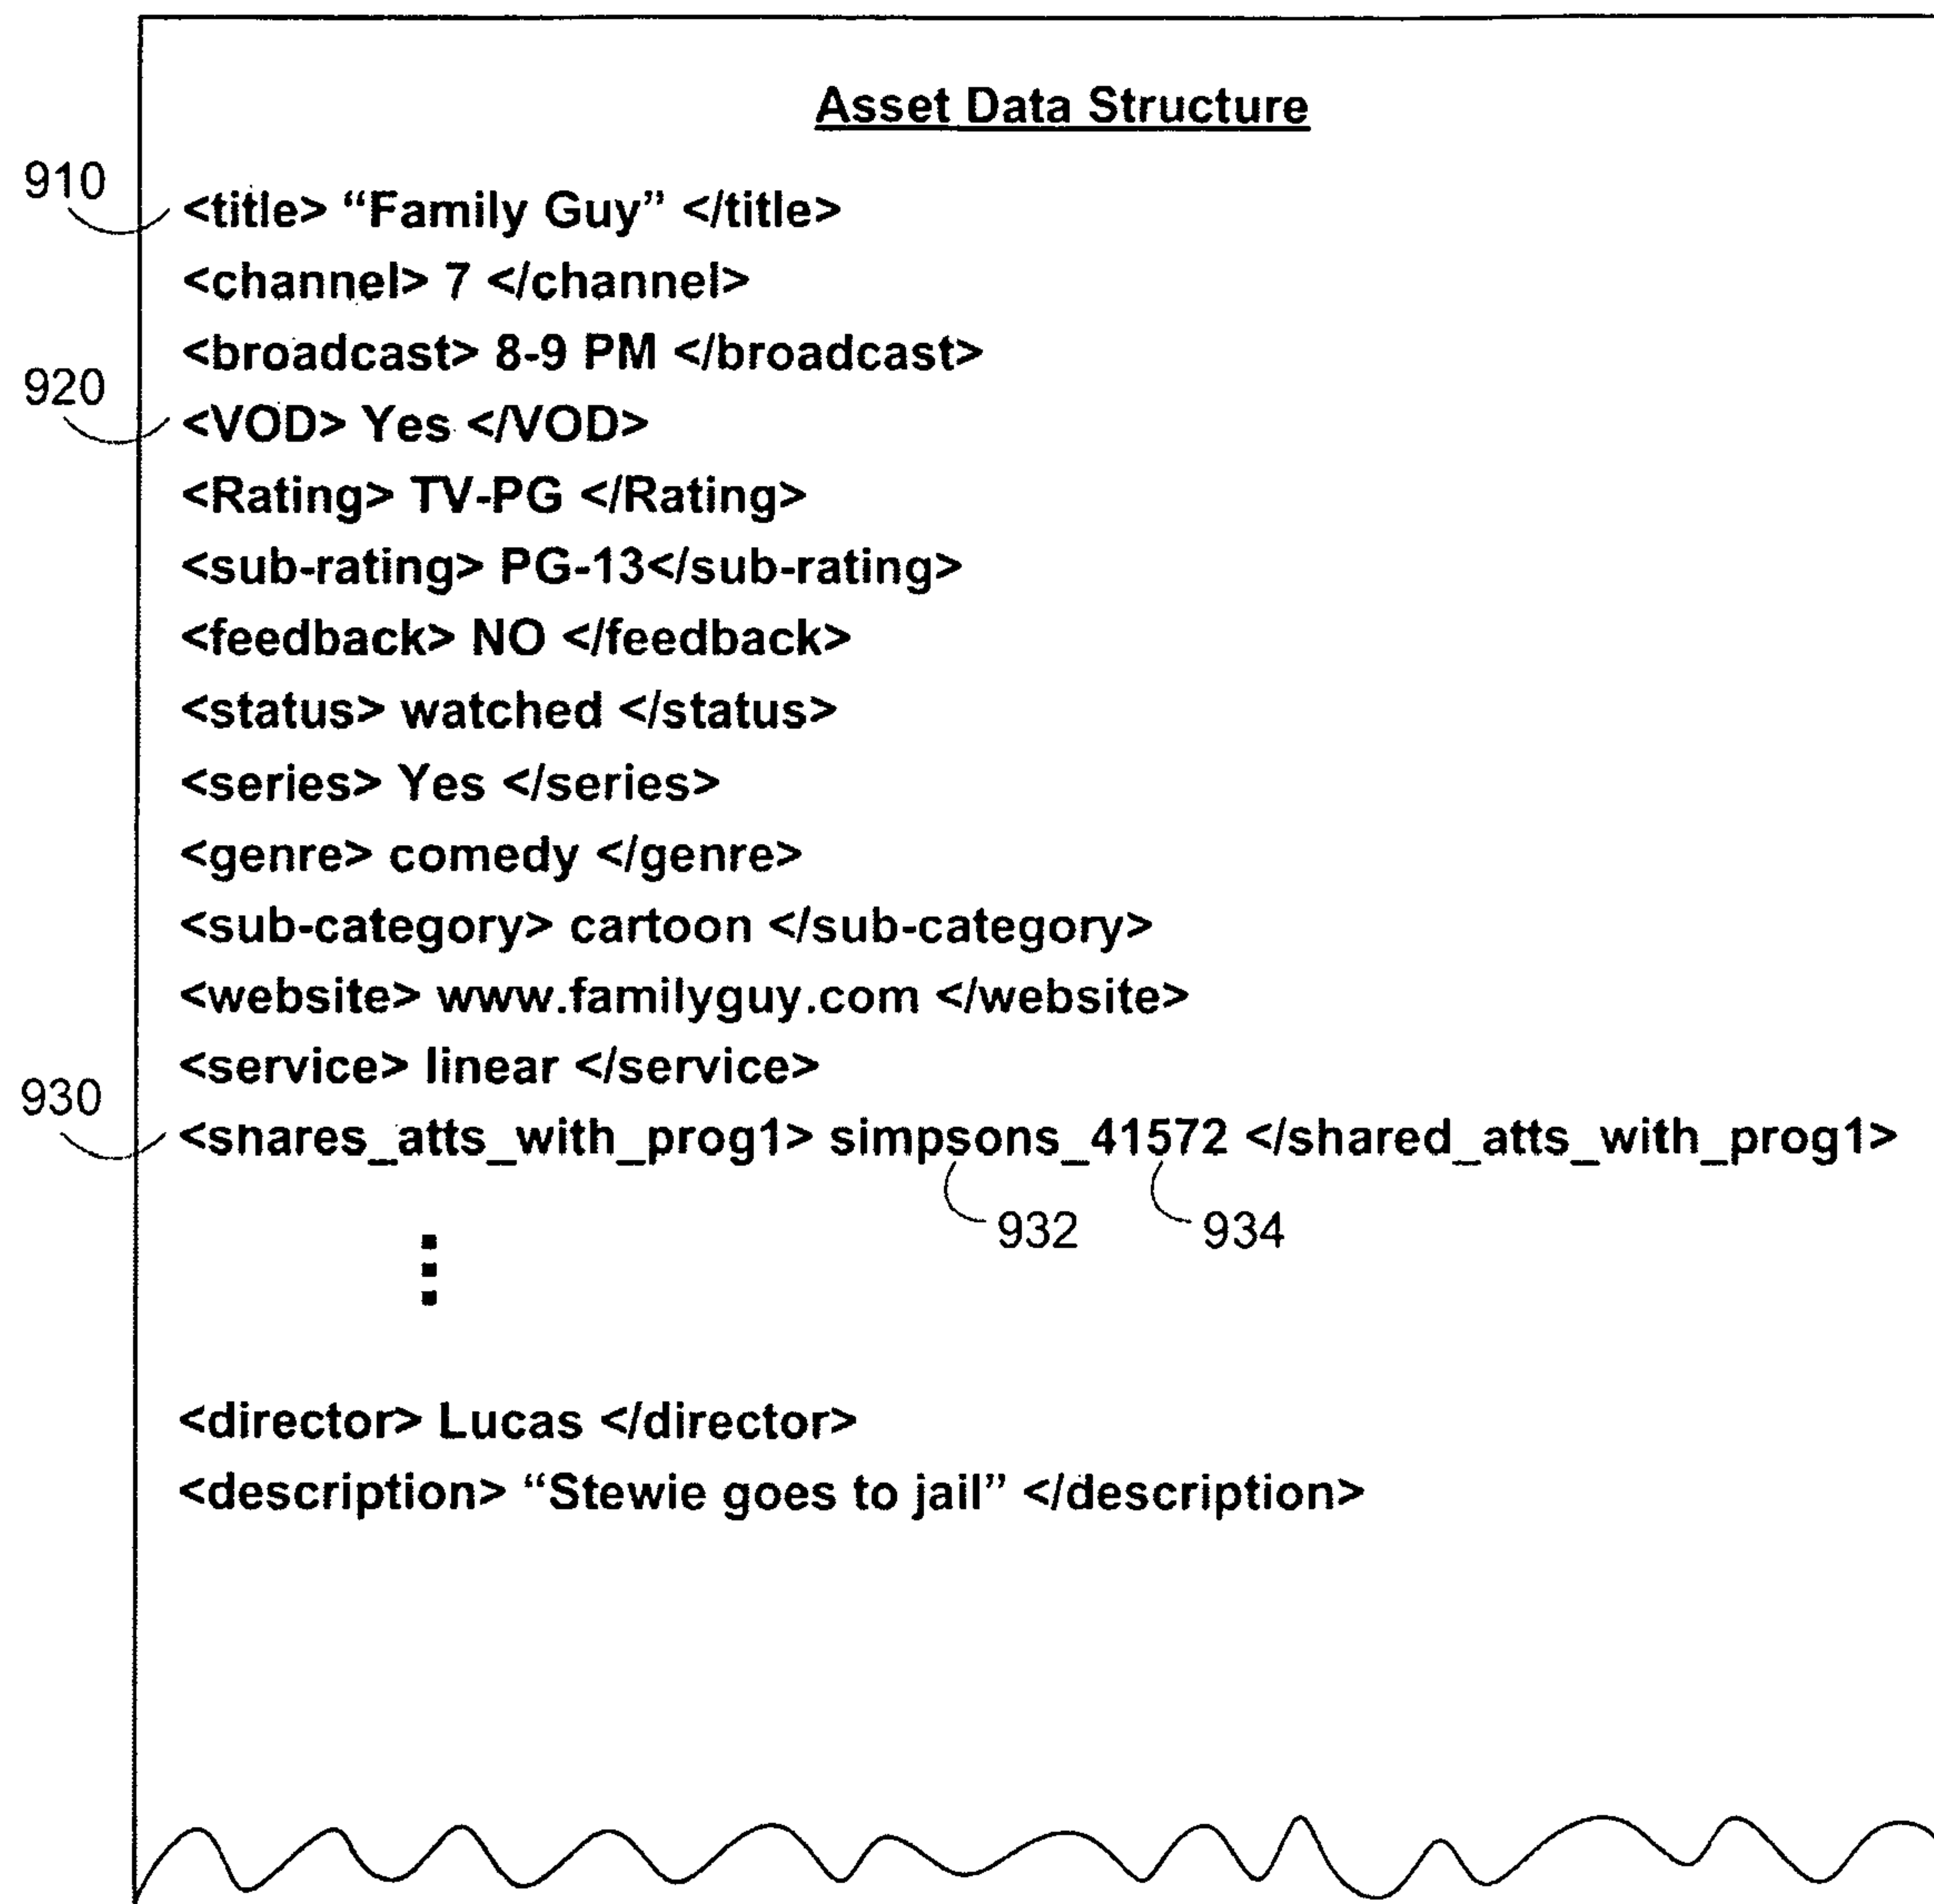 Asset Data Structure
910
<title> “Family Guy” </title>
<channel> 7 </channel>
<broadcast> 8-9 PM </broadcast>
920
<VOD> Yes </VOD>
<Rating> TV-PG </Rating>
<sub-rating> PG-13</sub-rating>
<feedback> NO </feedback>
<status> watched </status>
<series> Yes </series>
<genre> comedy </genre>
<sub-category> cartoon </sub-category>
<website> www.familyguy.com </website>
<service> linear </service>
930
<snares_atts_with_prog1> simpsons_41572 </shared_atts_with_prog1>
932 934
<director> Lucas </director>
<description> “Stewie goes to jail” </description>